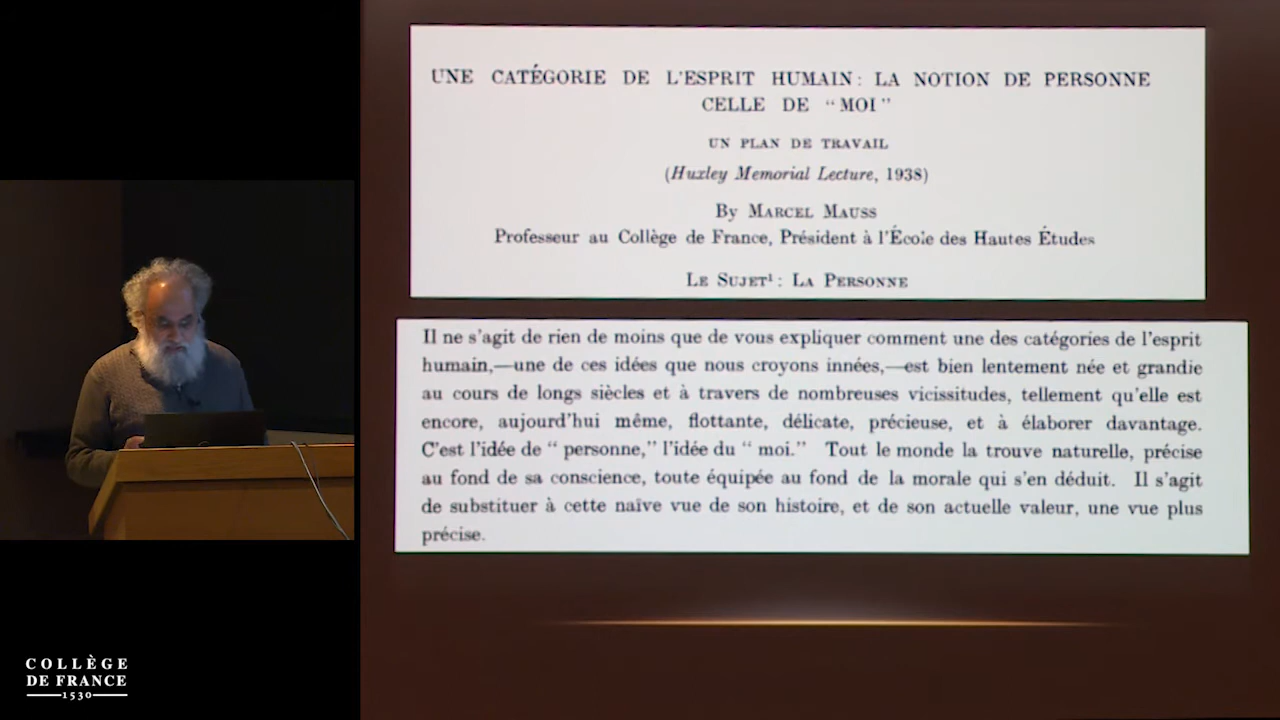 UNE CATÉGORIE DE L'ESPRIT HUMAIN: LA NOTION DE PERSONNE
CELLE DE "MOI"
UN PLAN DE TRAVAIL
(Huxley Memorial Lecture, 1938)
By MARCEL MAUSS
Professeur au Collège de France, Président à l'École des Hautes Études
LE SUJET¹: LA PERSONNE
Il ne s'agit de rien de moins que de vous expliquer comment une des catégories de l'esprit
humain,—une de ces idées que nous croyons innées,—est bien lentement née et grandie
au cours de longs siècles et à travers de nombreuses vicissitudes, tellement qu'elle est
encore, aujourd'hui même, flottante, délicate, précieuse, et à élaborer davantage.
C'est l'idée de "personne," l'idée du "moi." Tout le monde la trouve naturelle, précise
au fond de sa conscience, toute équipée au fond de la morale qui s'en déduit. Il s'agit
de substituer à cette naïve vue de son histoire, et de son actuelle valeur, une vue plus
précise.
COLLÈGE
DE FRANCE
1530